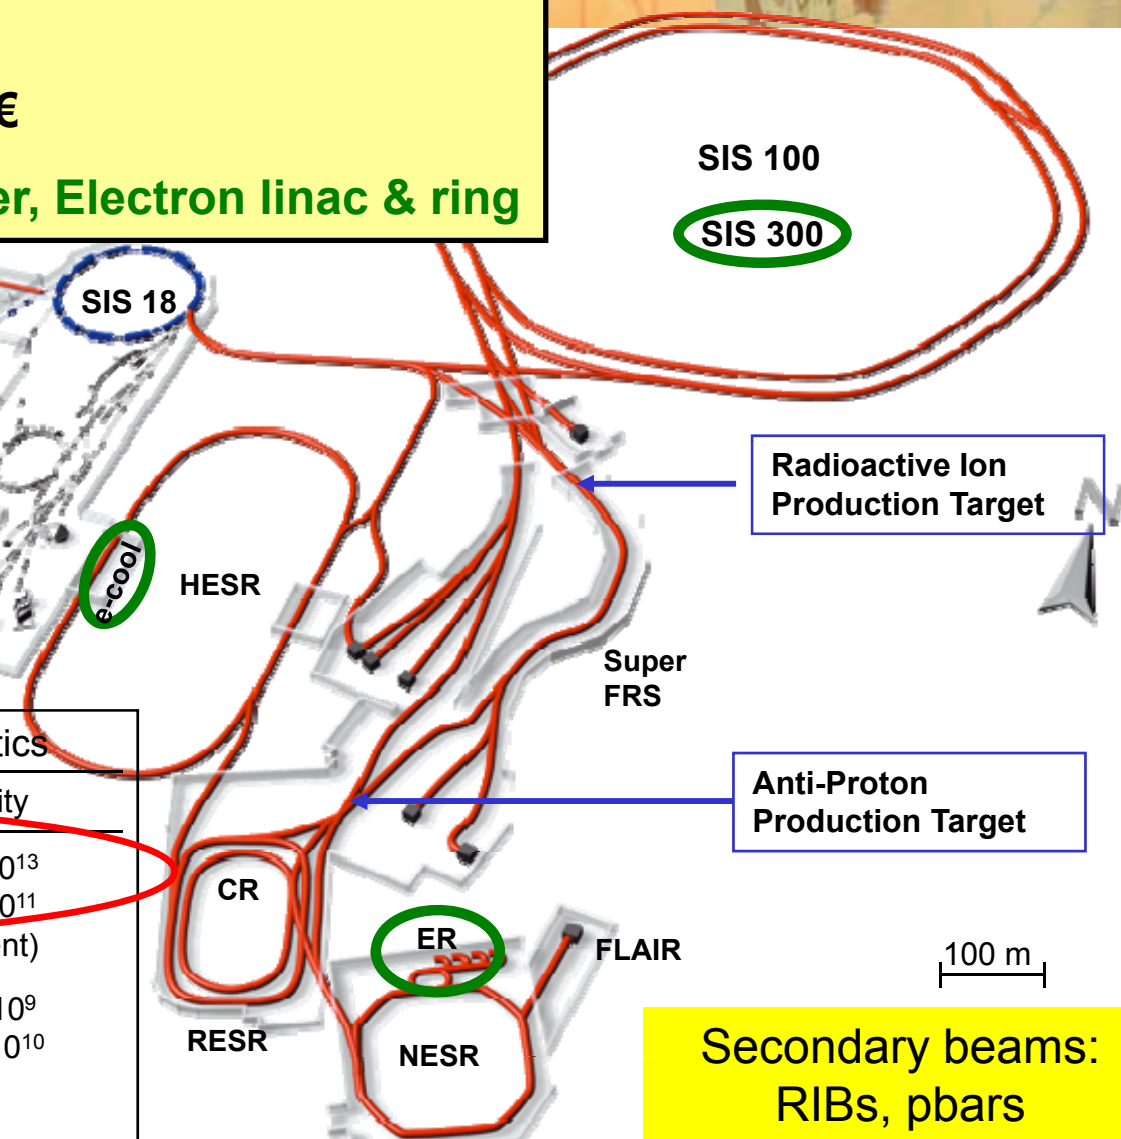 €
er, Electron linac & ring
SIS 100
SIS 300
SIS 18
Radioactive Ion
Production Target
N
e-cool
HESR
Super
FRS
tics
ity
Anti-Proton
Production Target
0¹³
CR
0¹¹
ent)
ER
FLAIR
100 m
10⁹
RESR
010
NESR
Secondary beams:
RIBs, pbars